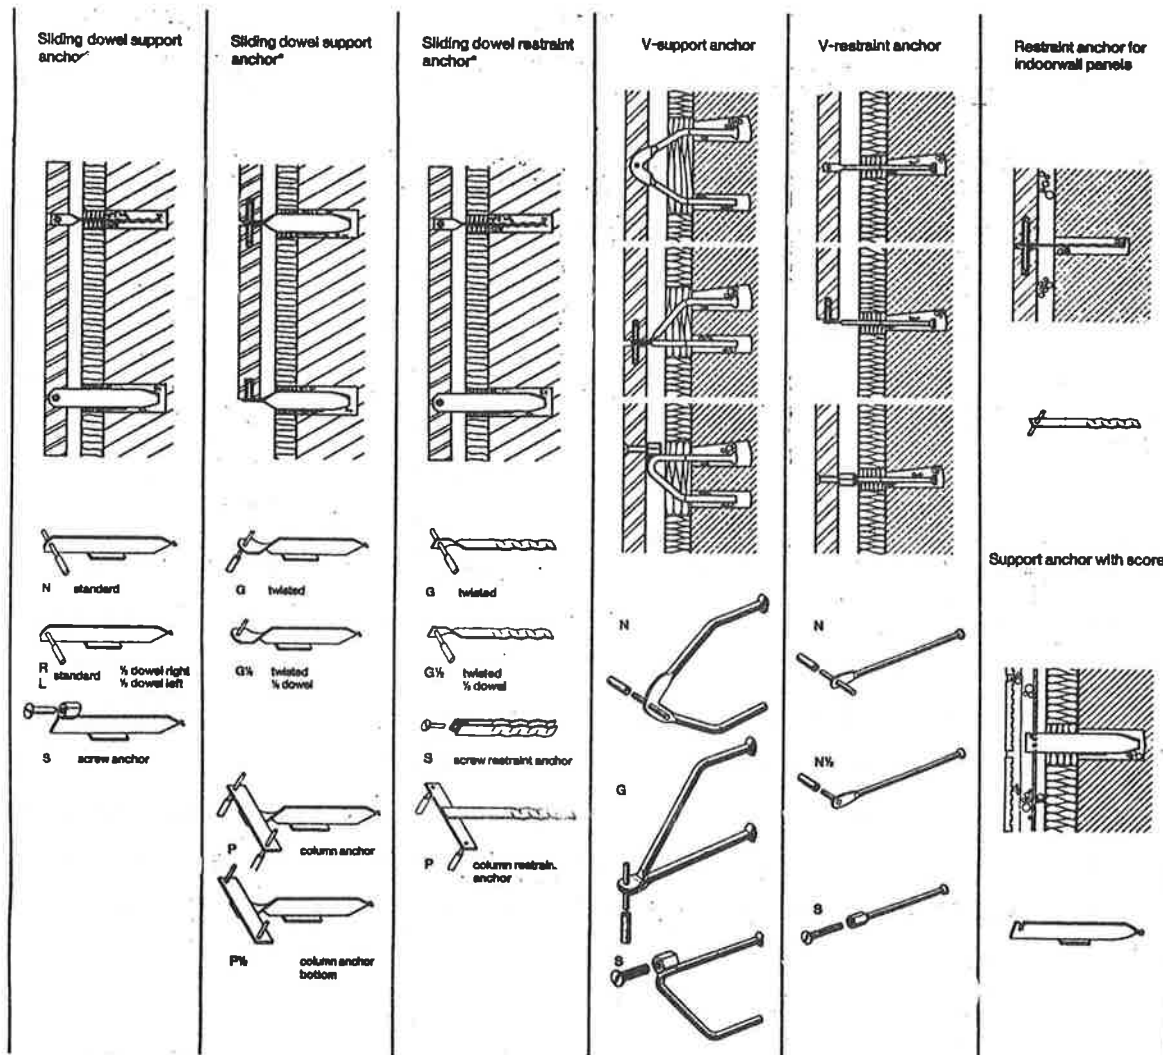 Sliding dowel support
anchor
N standard
R
L standard ½ dowel right
½ dowel left
S screw anchor
Sliding dowel support
anchor*
G twisted
G½ twisted
½ dowel
P column anchor
P½ column anchor
bottom
Sliding dowel restraint
anchor*
G twisted
G½ twisted
½ dowel
S screw restraint anchor
P column restrain.
anchor
V-support anchor
N
G
S
V-restraint anchor
N
N½
S
Restraint anchor for
indoorwall panels
Support anchor with score